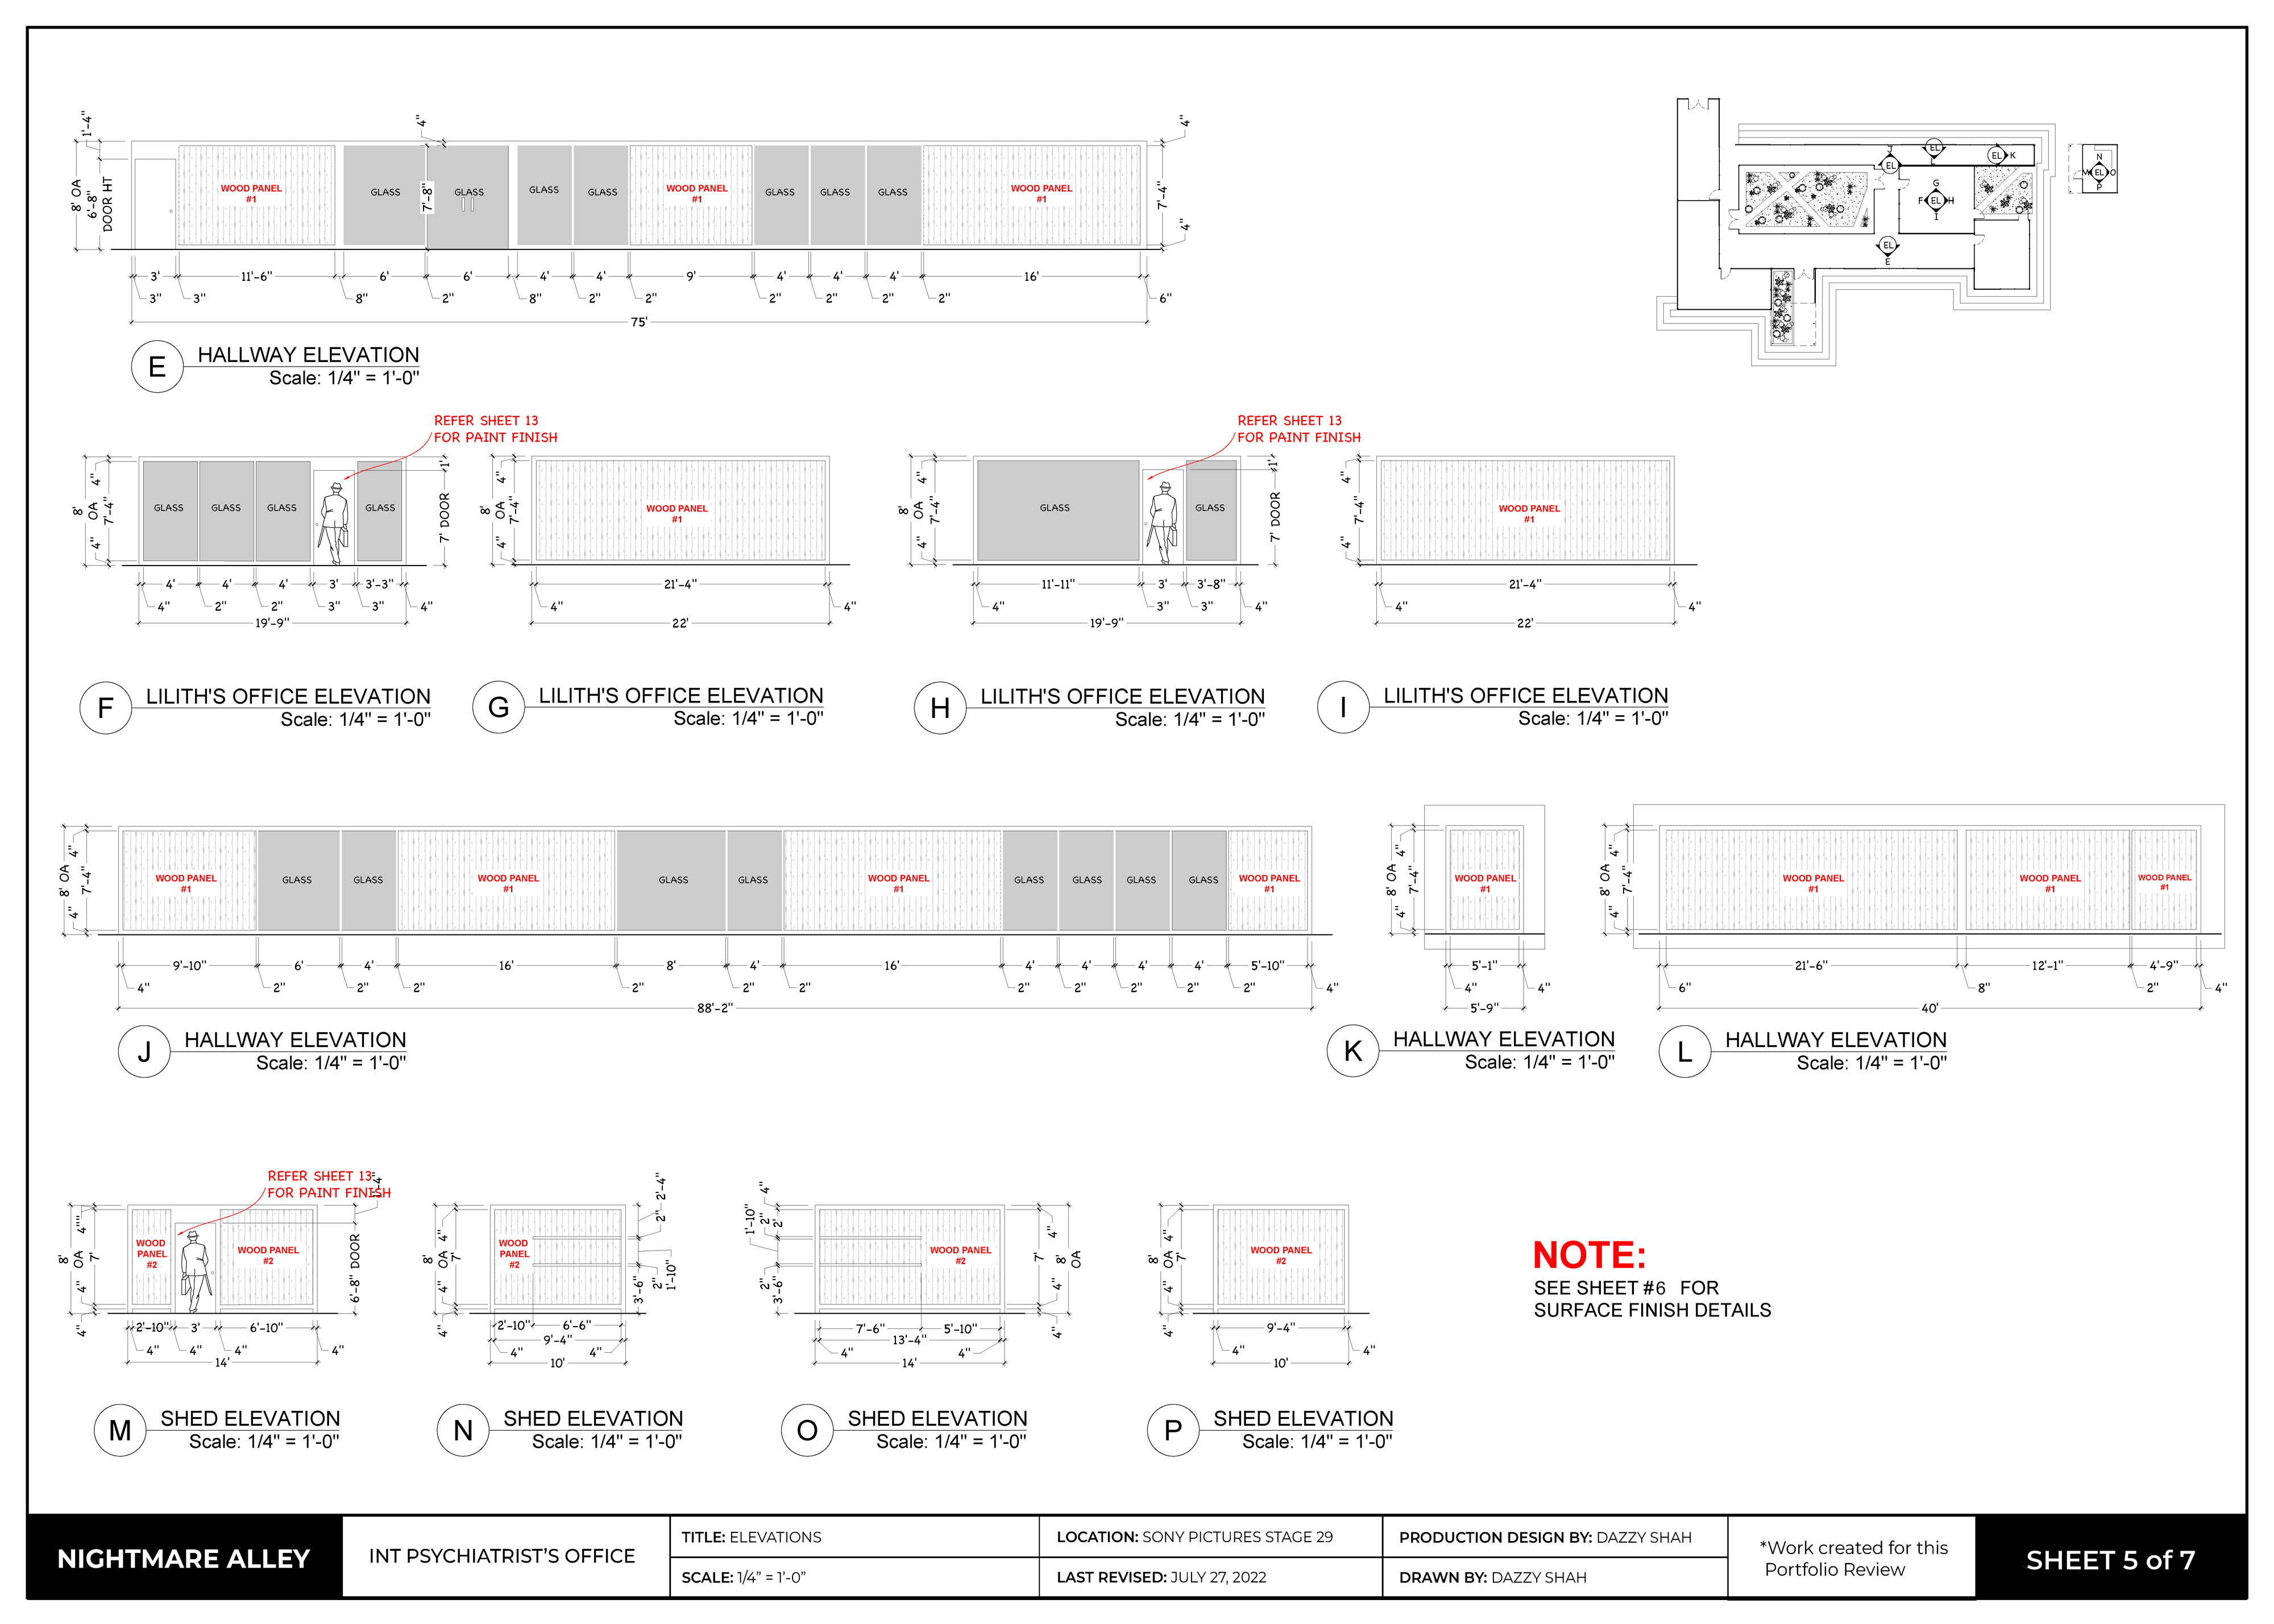 1'-4"
8' OA
6'-8"
DOOR HT
4"
7'-8"
4"
7'-4"
4"
WOOD PANEL
#1
GLASS
GLASS
GLASS
GLASS
WOOD PANEL
#1
GLASS
GLASS
GLASS
WOOD PANEL
#1
3' 11'-6" 6' 6' 4' 4' 9' 4' 4' 4' 16'
3" 3" 8" 2" 8" 2" 2" 2" 2" 2" 2" 6"
75'
E HALLWAY ELEVATION
Scale: 1/4" = 1'-0"
J
EL
EL
L
EL K
G
F EL H
I
EL
E
N
M EL O
P
REFER SHEET 13
FOR PAINT FINISH
8'
OA
4"
7'-4"
4"
GLASS
GLASS
GLASS
GLASS
1'
7' DOOR
4' 4' 4' 3' 3'-3"
4" 2" 2" 3" 3" 4"
19'-9"
F LILITH'S OFFICE ELEVATION
Scale: 1/4" = 1'-0"
8'
OA
4"
7'-4"
4"
WOOD PANEL
#1
21'-4"
4" 4"
22'
G LILITH'S OFFICE ELEVATION
Scale: 1/4" = 1'-0"
REFER SHEET 13
FOR PAINT FINISH
8'
OA
4"
7'-4"
4"
GLASS
GLASS
1'
7' DOOR
11'-11" 3' 3'-8"
4" 3" 3" 4"
19'-9"
H LILITH'S OFFICE ELEVATION
Scale: 1/4" = 1'-0"
4"
7'-4"
4"
WOOD PANEL
#1
21'-4"
4" 4"
22'
I LILITH'S OFFICE ELEVATION
Scale: 1/4" = 1'-0"
8' OA
4"
7'-4"
4"
WOOD PANEL
#1
GLASS
GLASS
WOOD PANEL
#1
GLASS
GLASS
WOOD PANEL
#1
GLASS
GLASS
GLASS
GLASS
WOOD PANEL
#1
9'-10" 6' 4' 16' 8' 4' 16' 4' 4' 4' 4' 5'-10"
4" 2" 2" 2" 2" 2" 2" 2" 2" 2" 2" 2" 4"
88'-2"
J HALLWAY ELEVATION
Scale: 1/4" = 1'-0"
8' OA
4"
7'-4"
4"
WOOD PANEL
#1
5'-1"
4" 4"
5'-9"
K HALLWAY ELEVATION
Scale: 1/4" = 1'-0"
8' OA
4"
7'-4"
4"
WOOD PANEL
#1
WOOD PANEL
#1
WOOD PANEL
#1
21'-6" 12'-1" 4'-9"
6" 8" 2" 4"
40'
L HALLWAY ELEVATION
Scale: 1/4" = 1'-0"
REFER SHEET 13
FOR PAINT FINISH
8'
OA
4""
7'
4"
4"
WOOD
PANEL
#2
WOOD PANEL
#2
6'-8" DOOR
2'-10" 3' 6'-10"
4" 4" 4" 4"
14'
M SHED ELEVATION
Scale: 1/4" = 1'-0"
8'
OA
4"
7'
4"
4"
WOOD
PANEL
#2
2'-4"
2"
1'-10"
2"
3'-6"
2'-10" 6'-6"
9'-4"
4" 4"
10'
N SHED ELEVATION
Scale: 1/4" = 1'-0"
4"
2'
2"
1'-10"
2"
3'-6"
WOOD PANEL
#2
4"
7'
4"
4"
8'
OA
7'-6" 5'-10"
13'-4"
4" 4"
14'
O SHED ELEVATION
Scale: 1/4" = 1'-0"
8'
OA
4"
7'
4"
4"
WOOD PANEL
#2
9'-4"
4" 4"
10'
P SHED ELEVATION
Scale: 1/4" = 1'-0"
NOTE:
SEE SHEET #6 FOR
SURFACE FINISH DETAILS
NIGHTMARE ALLEY
INT PSYCHIATRIST'S OFFICE
TITLE: ELEVATIONS
SCALE: 1/4" = 1'-0"
LOCATION: SONY PICTURES STAGE 29
LAST REVISED: JULY 27, 2022
PRODUCTION DESIGN BY: DAZZY SHAH
DRAWN BY: DAZZY SHAH
*Work created for this
Portfolio Review
SHEET 5 of 7